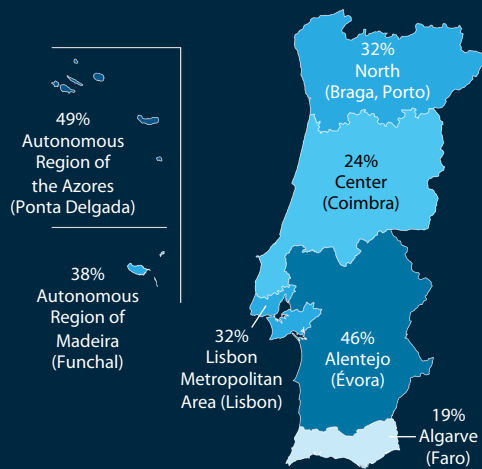 32%
North
(Braga, Porto)
49%
Autonomous
Region of
the Azores
(Ponta Delgada)
24%
Center
(Coimbra)
38%
Autonomous
Region of
Madeira
(Funchal)
32%
Lisbon
Metropolitan
Area (Lisbon)
46%
Alentejo
(Évora)
19%
Algarve
(Faro)